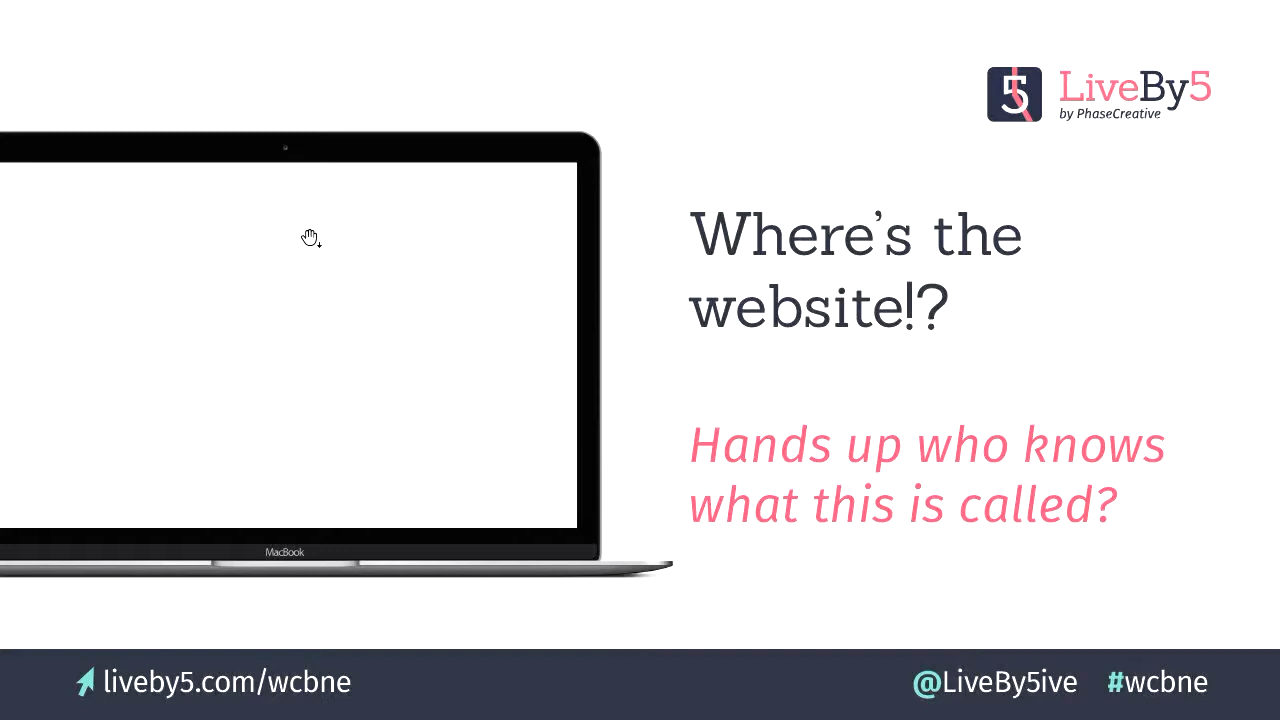 5
LiveBy5
by PhaseCreative
Where’s the
website!?
Hands up who knows
what this is called?
MacBook
liveby5.com/wcbne
@LiveBy5ive #wcbne